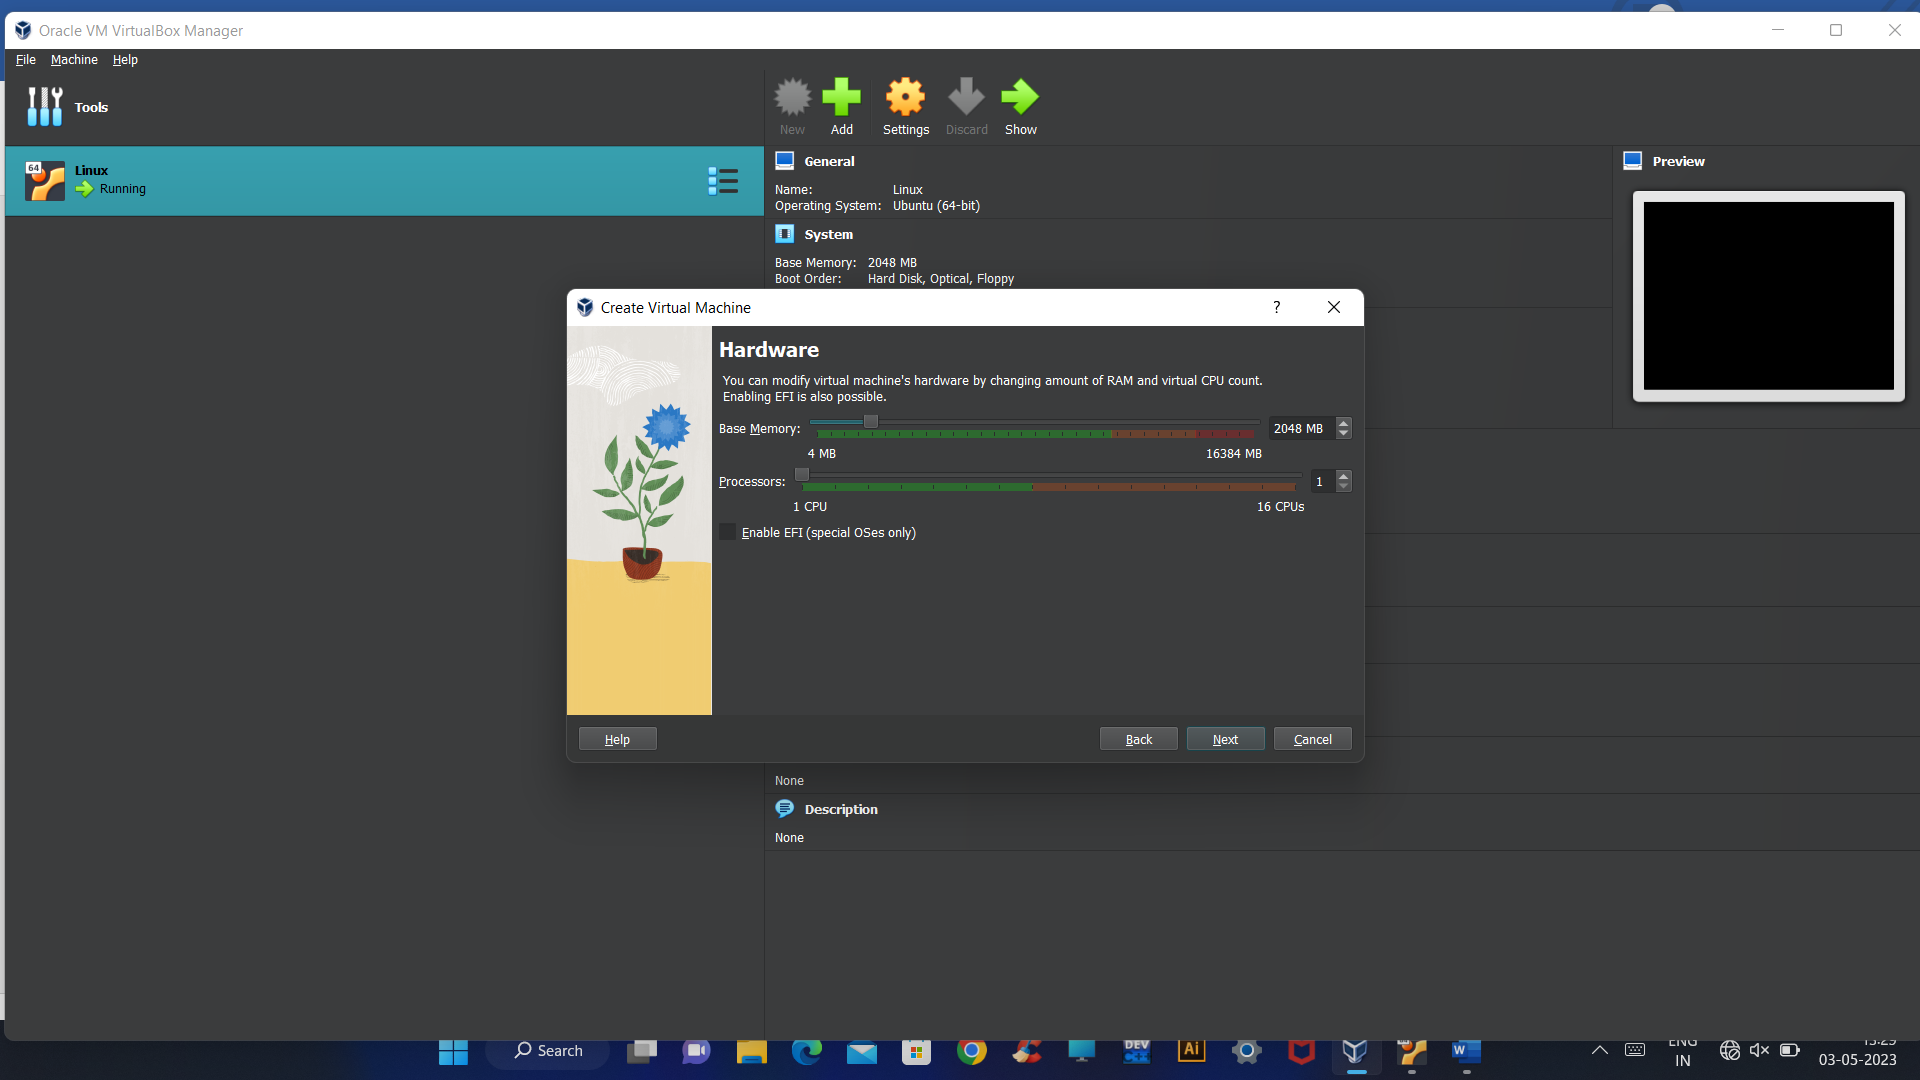 Oracle VM VirtualBox Manager
File Machine Help
Tools
New Add Settings Discard Show
64
Linux
Running
General
Name: Linux
Operating System: Ubuntu (64-bit)
System
Base Memory: 2048 MB
Boot Order: Hard Disk, Optical, Floppy
Preview
Create Virtual Machine
?
Hardware
You can modify virtual machine's hardware by changing amount of RAM and virtual CPU count.
Enabling EFI is also possible.
Base Memory: 2048 MB
4 MB 16384 MB
Processors: 1
1 CPU 16 CPUs
Enable EFI (special OSes only)
Help Back Next Cancel
None
Description
None
Search
DEV
C++
Ai
W
ENG
IN
13:29
03-05-2023